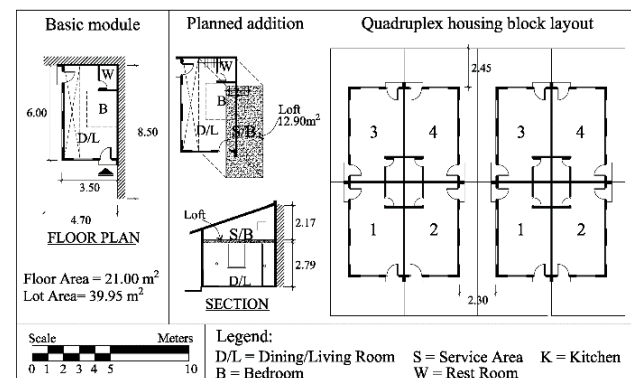 Basic module
W
B
D/L
6.00
8.50
3.50
4.70
FLOOR PLAN
Floor Area = 21.00 m²
Lot Area= 39.95 m²
Planned addition
W
B
D/L
S/B
Loft
12.90m²
Loft
S/B
D/L
2.17
2.79
SECTION
Quadruplex housing block layout
2.45
3 4 3 4
1 2 1 2
2.30
Scale Meters
0 1 2 3 4 5 10
Legend:
D/L = Dining/Living Room S = Service Area K = Kitchen
B = Bedroom W = Rest Room